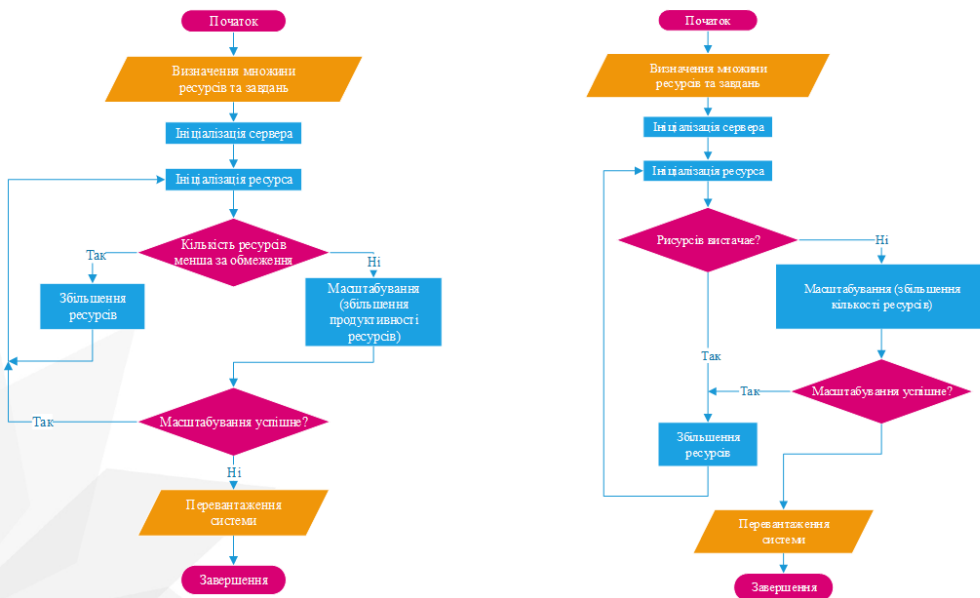 Початок
Визначення множини
ресурсів та завдань
Ініціалізація сервера
Ініціалізація ресурса
Кількість ресурсів
менша за обмеження
Так
Ні
Збільшення
ресурсів
Масштабування
(збільшення
продуктивності
ресурсів)
Масштабування успішне?
Так
Ні
Перевантаження
системи
Завершення
Початок
Визначення множини
ресурсів та завдань
Ініціалізація сервера
Ініціалізація ресурса
Рисурсів вистачає?
Ні
Масштабування (збільшення
кількості ресурсів)
Так
Масштабування успішне?
Так
Збільшення
ресурсів
Перевантаження
системи
Завершення